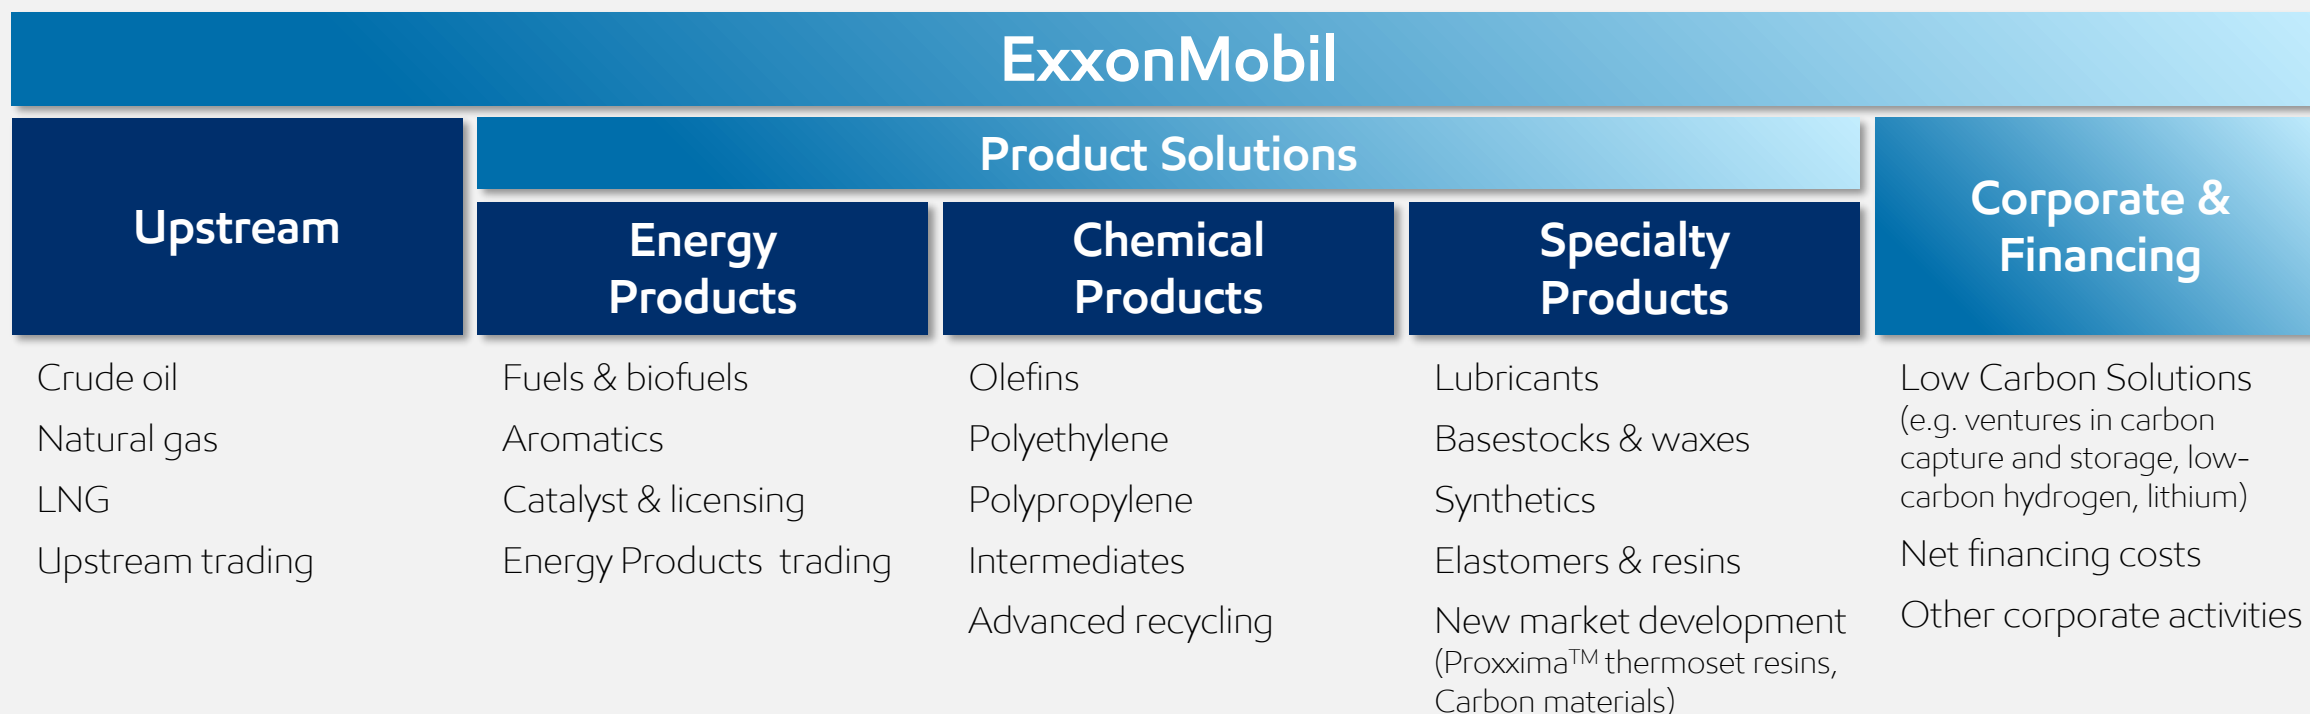 ExxonMobil
Upstream
Product Solutions
Energy
Products
Chemical
Products
Specialty
Products
Corporate &
Financing
Crude oil
Natural gas
LNG
Upstream trading
Fuels & biofuels
Aromatics
Catalyst & licensing
Energy Products trading
Olefins
Polyethylene
Polypropylene
Intermediates
Advanced recycling
Lubricants
Basestocks & waxes
Synthetics
Elastomers & resins
New market development
(Proxxima™ thermoset resins,
Carbon materials)
Low Carbon Solutions
(e.g. ventures in carbon
capture and storage, low-
carbon hydrogen, lithium)
Net financing costs
Other corporate activities